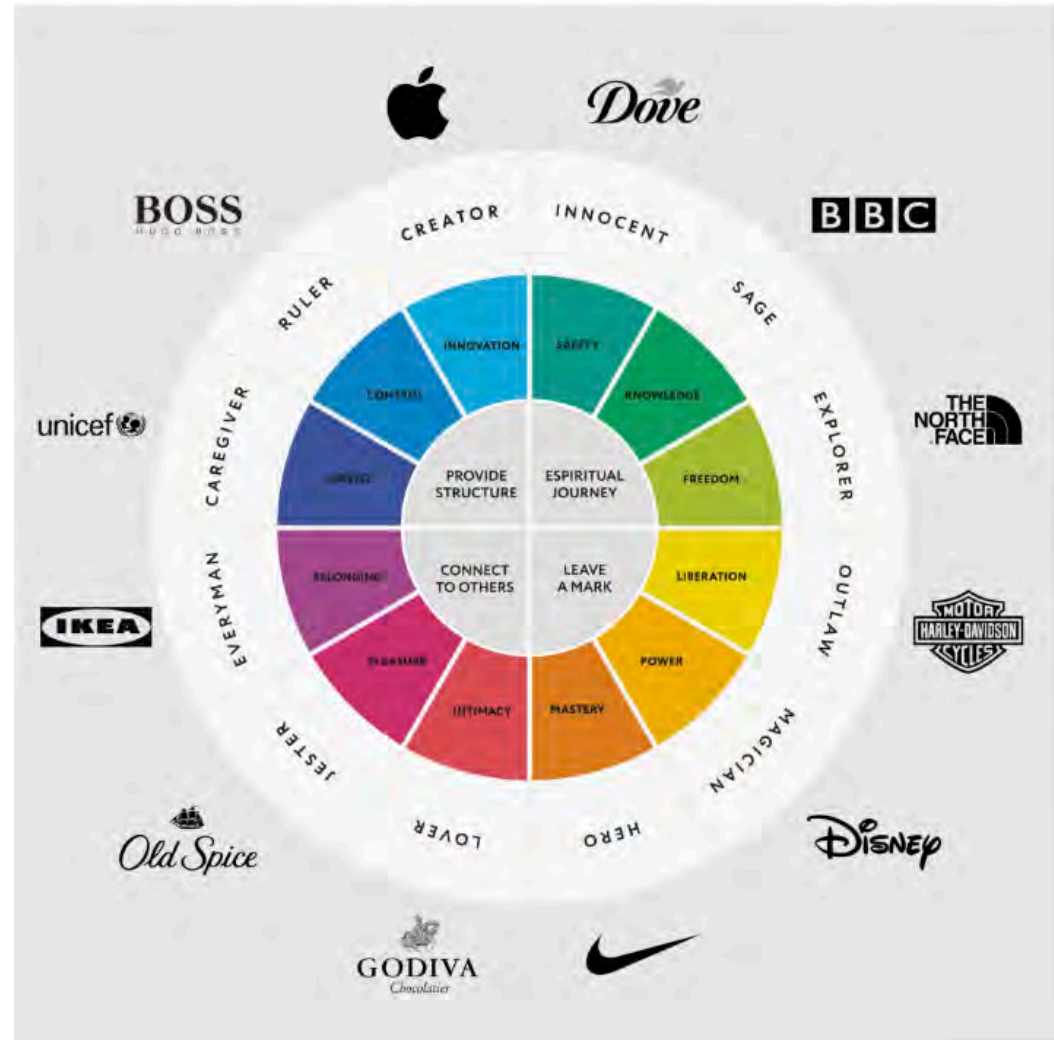 Dove
BOSS
HUGO BOSS
BBC
CREATOR
INNOCENT
RULER
SAGE
INNOVATION
SAFETY
CONTROL
KNOWLEDGE
unicef
CAREGIVER
EXPLORER
THE
NORTH
FACE
PROVIDE
STRUCTURE
ESPIRITUAL
JOURNEY
FREEDOM
BELONGING
CONNECT
TO OTHERS
LEAVE
A MARK
LIBERATION
IKEA
EVERYMAN
OUTLAW
MOTOR
HARLEY-DAVIDSON
CYCLES
PLEASURE
POWER
INTIMACY
MASTERY
JESTER
MAGICIAN
LOVER
HERO
Old Spice
Disney
GODIVA
Chocolatier